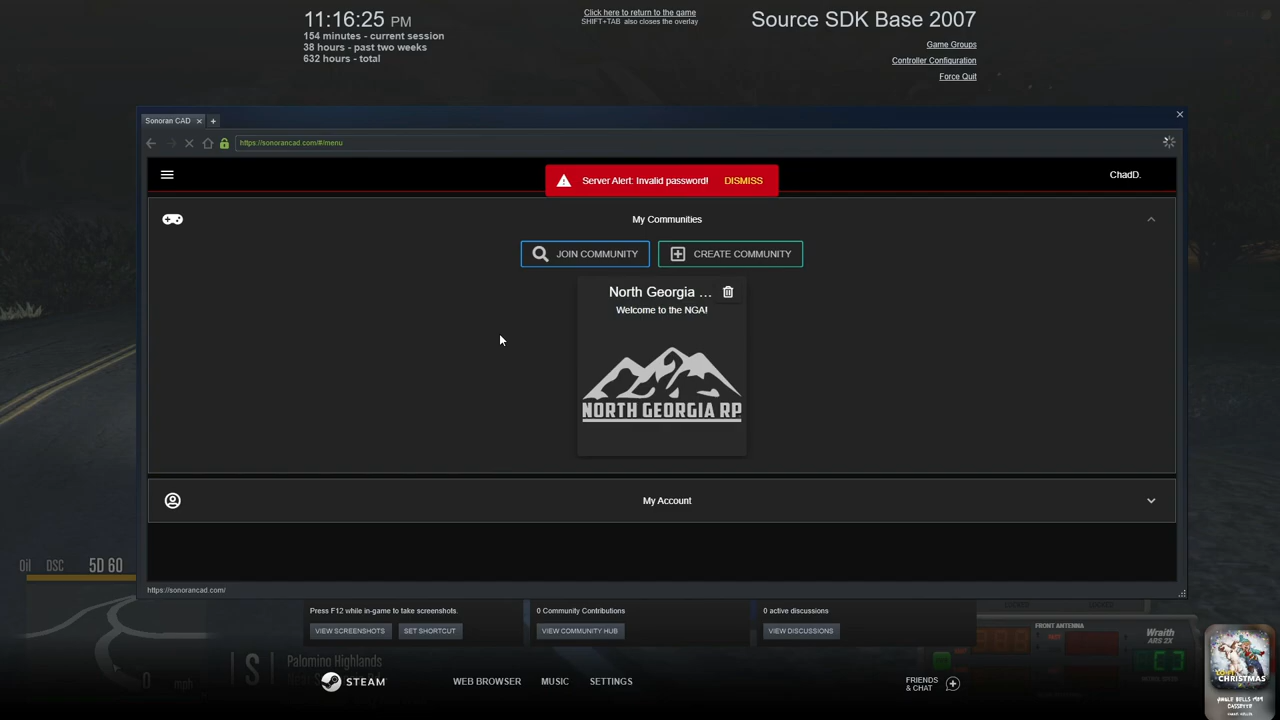 11:16:25 PM
154 minutes - current session
38 hours - past two weeks
632 hours - total
Click here to return to the game
SHIFT+TAB also closes the overlay
Source SDK Base 2007
Game Groups
Controller Configuration
Force Quit
Sonoran CAD
https://sonorancad.com/#/menu
Server Alert: Invalid password! DISMISS
ChadD.
My Communities
JOIN COMMUNITY
CREATE COMMUNITY
North Georgia ...
Welcome to the NGA!
NORTH GEORGIA RP
My Account
Oil DSC 5D 60
https://sonorancad.com/
Press F12 while in-game to take screenshots.
VIEW SCREENSHOTS
SET SHORTCUT
0 Community Contributions
VIEW COMMUNITY HUB
0 active discussions
VIEW DISCUSSIONS
FRONT ANTENNA
Wraith
ARS 2X
S
Palomino Highlands
0 mph
STEAM
WEB BROWSER
MUSIC
SETTINGS
FRIENDS
& CHAT
CHRISTMAS